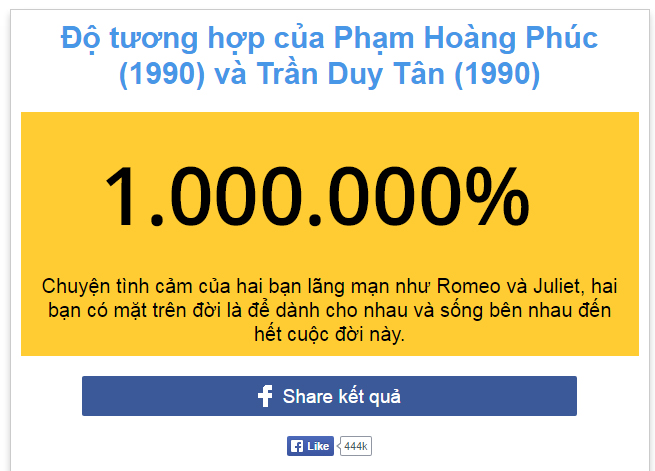 Độ tương hợp của Phạm Hoàng Phúc
(1990) và Trần Duy Tân (1990)
1.000.000%
Chuyện tình cảm của hai bạn lãng mạn như Romeo và Juliet, hai
bạn có mặt trên đời là để dành cho nhau và sống bên nhau đến
hết cuộc đời này.
Share kết quả
Like 444k